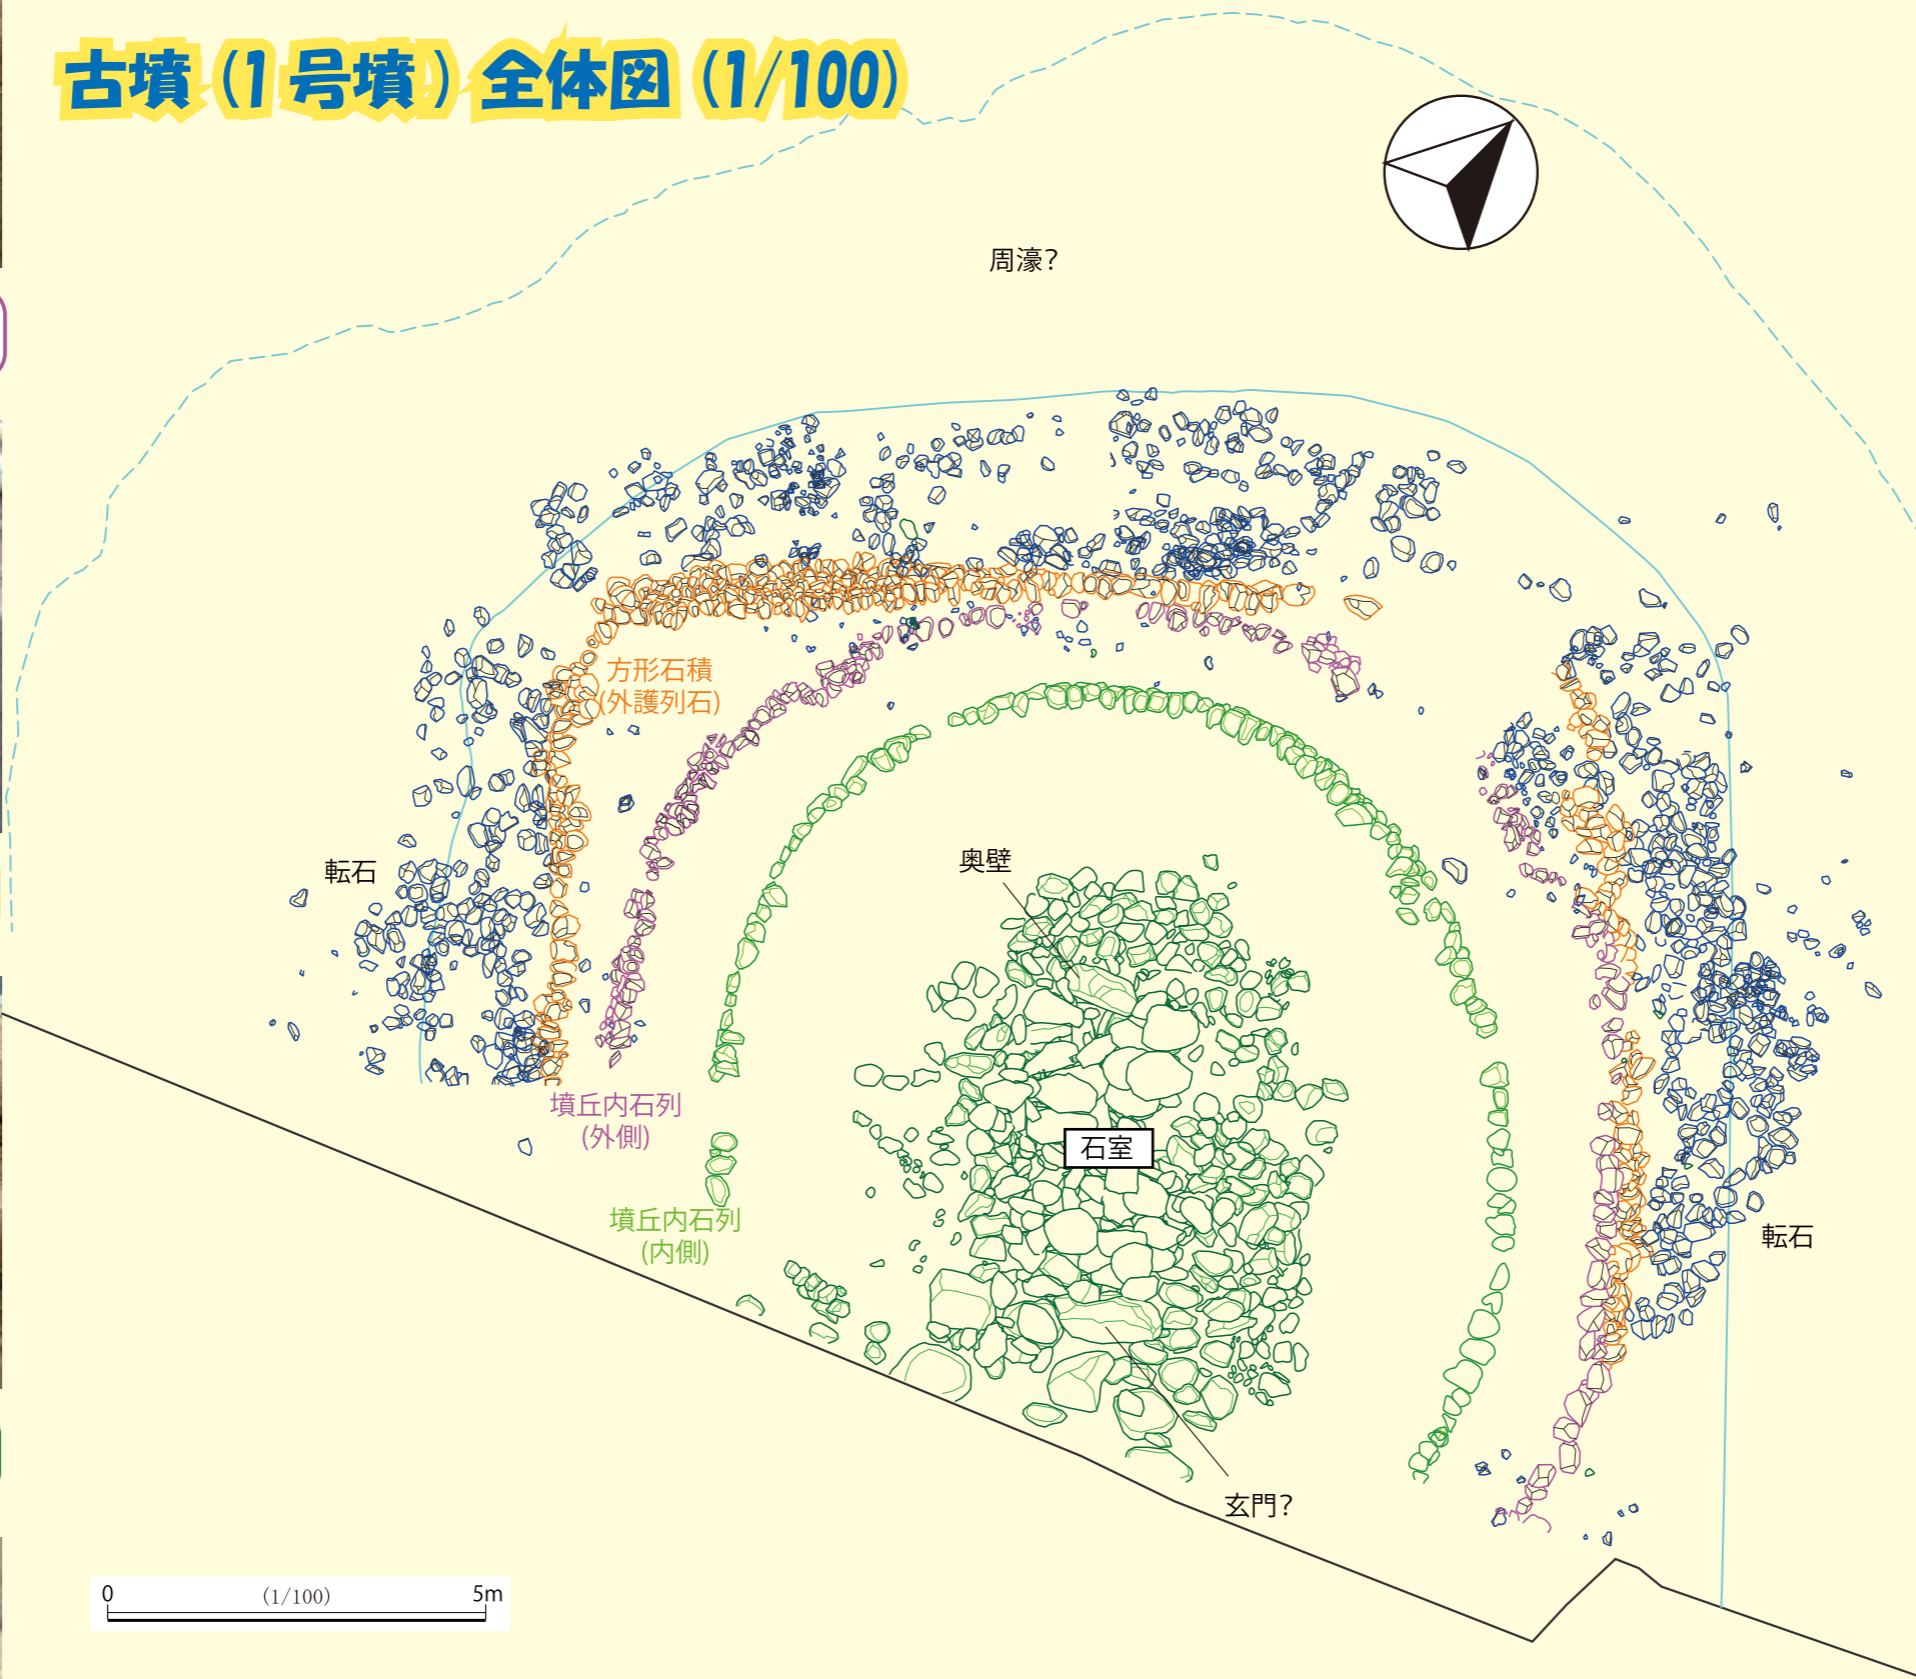 古墳(1号墳)全体図(1/100)
周濠?
方形石積
(外護列石)
奥壁
転石
墳丘内石列
(外側)
石室
墳丘内石列
(内側)
転石
玄門?
0 (1/100) 5m